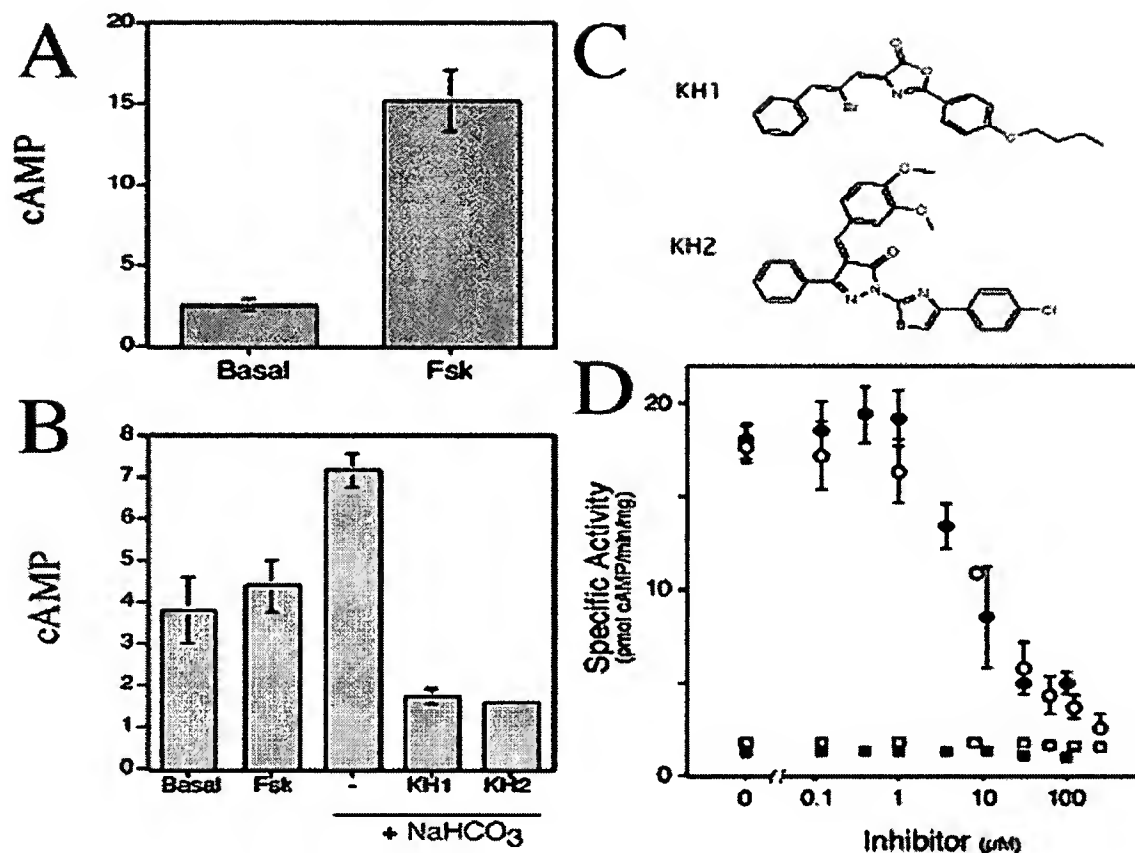 A
20
15
10
5
0
cAMP
Basal
Fsk
B
8
7
6
5
4
3
2
1
0
cAMP
Basal
Fsk
-
KH1
KH2
+ NaHCO3
C
KH1
O
O
N
Br
O
KH2
O
O
O
N
N
N
S
Cl
D
20
10
0
Specific Activity
(pmol cAMP/min/mg)
0
0.1
1
10
100
Inhibitor (µM)